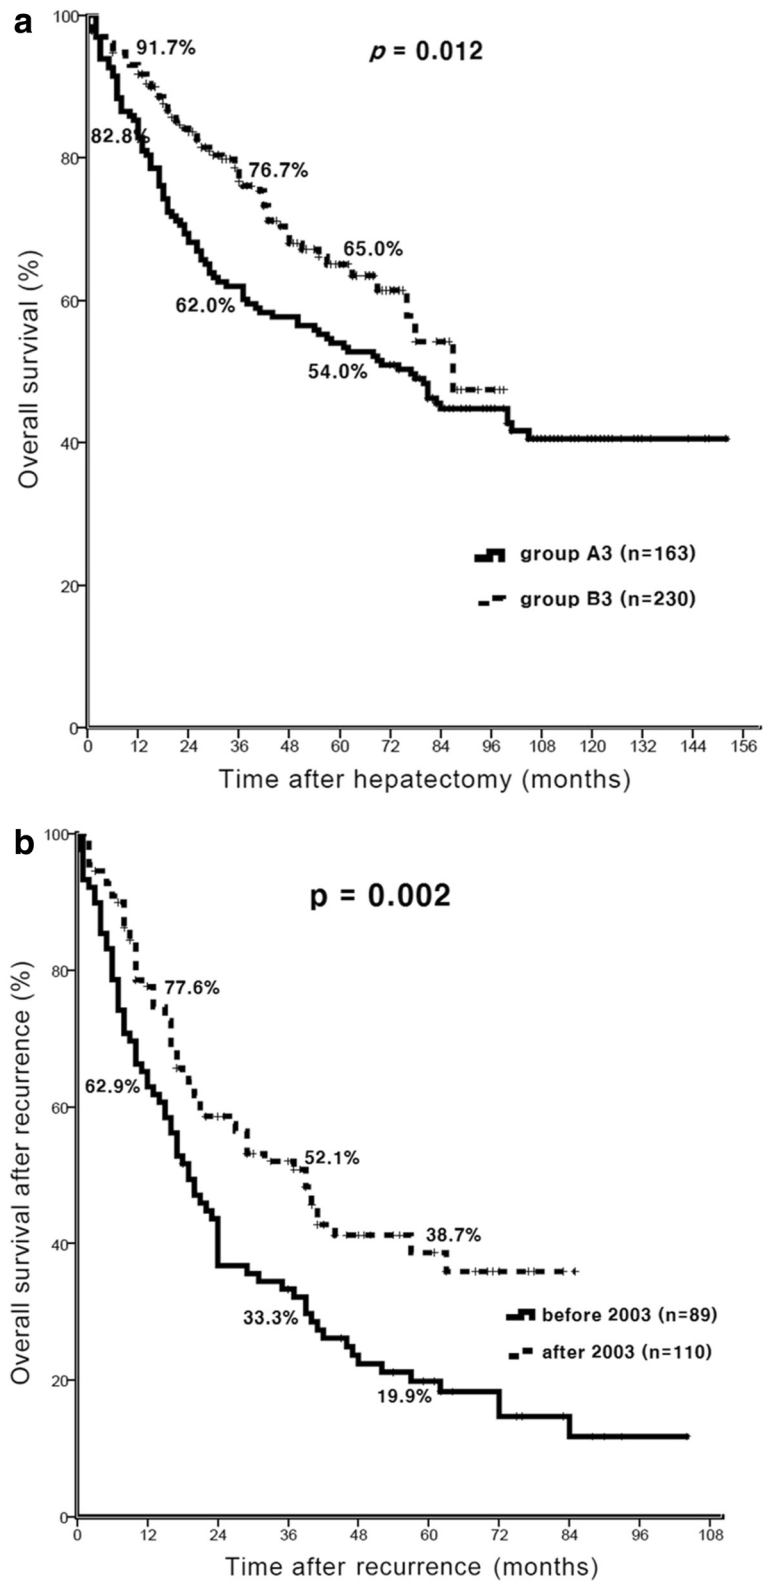 a
p = 0.012
Overall survival (%)
100
80
60
40
20
0
91.7%
82.8%
76.7%
65.0%
62.0%
54.0%
group A3 (n=163)
group B3 (n=230)
0 12 24 36 48 60 72 84 96 108 120 132 144 156
Time after hepatectomy (months)
b
p = 0.002
Overall survival after recurrence (%)
100
80
60
40
20
0
77.6%
62.9%
52.1%
38.7%
33.3%
19.9%
before 2003 (n=89)
after 2003 (n=110)
0 12 24 36 48 60 72 84 96 108
Time after recurrence (months)